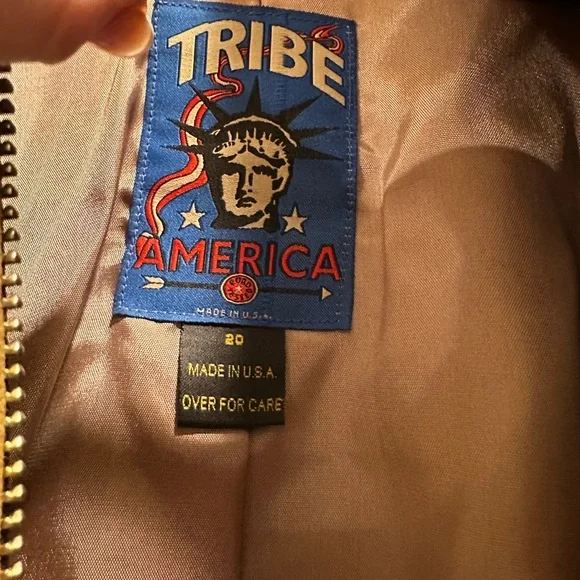 TRIBE
AMERICA
MADE IN U.S.A.
20
MADE IN U.S.A.
OVER FOR CARE